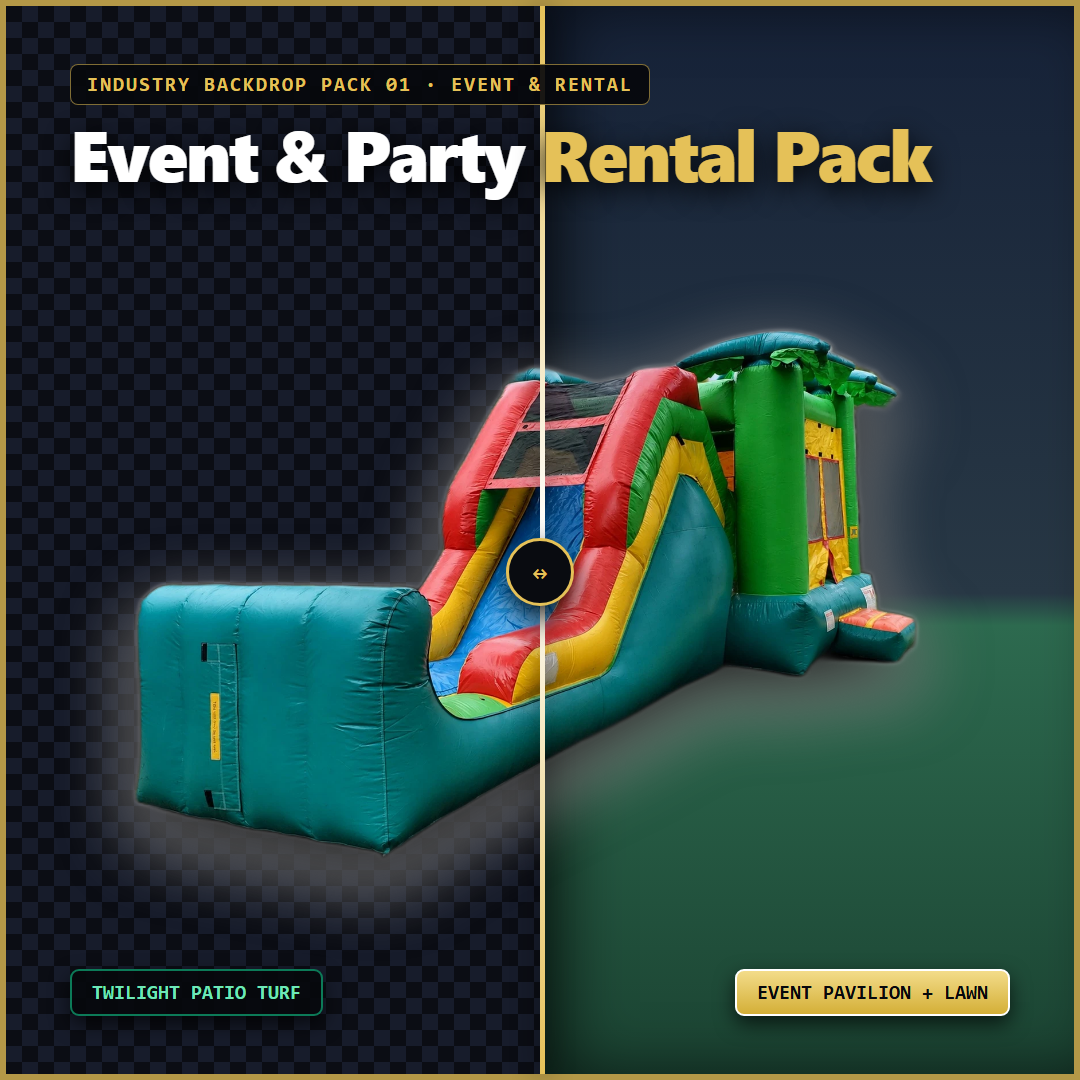 INDUSTRY BACKDROP PACK 01 · EVENT & RENTAL
Event & Party Rental Pack
TWILIGHT PATIO TURF
EVENT PAVILION + LAWN